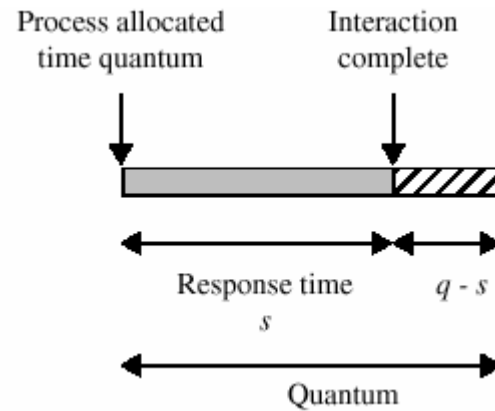 Process allocated
time quantum
Interaction
complete
Response time
s
q - s
Quantum